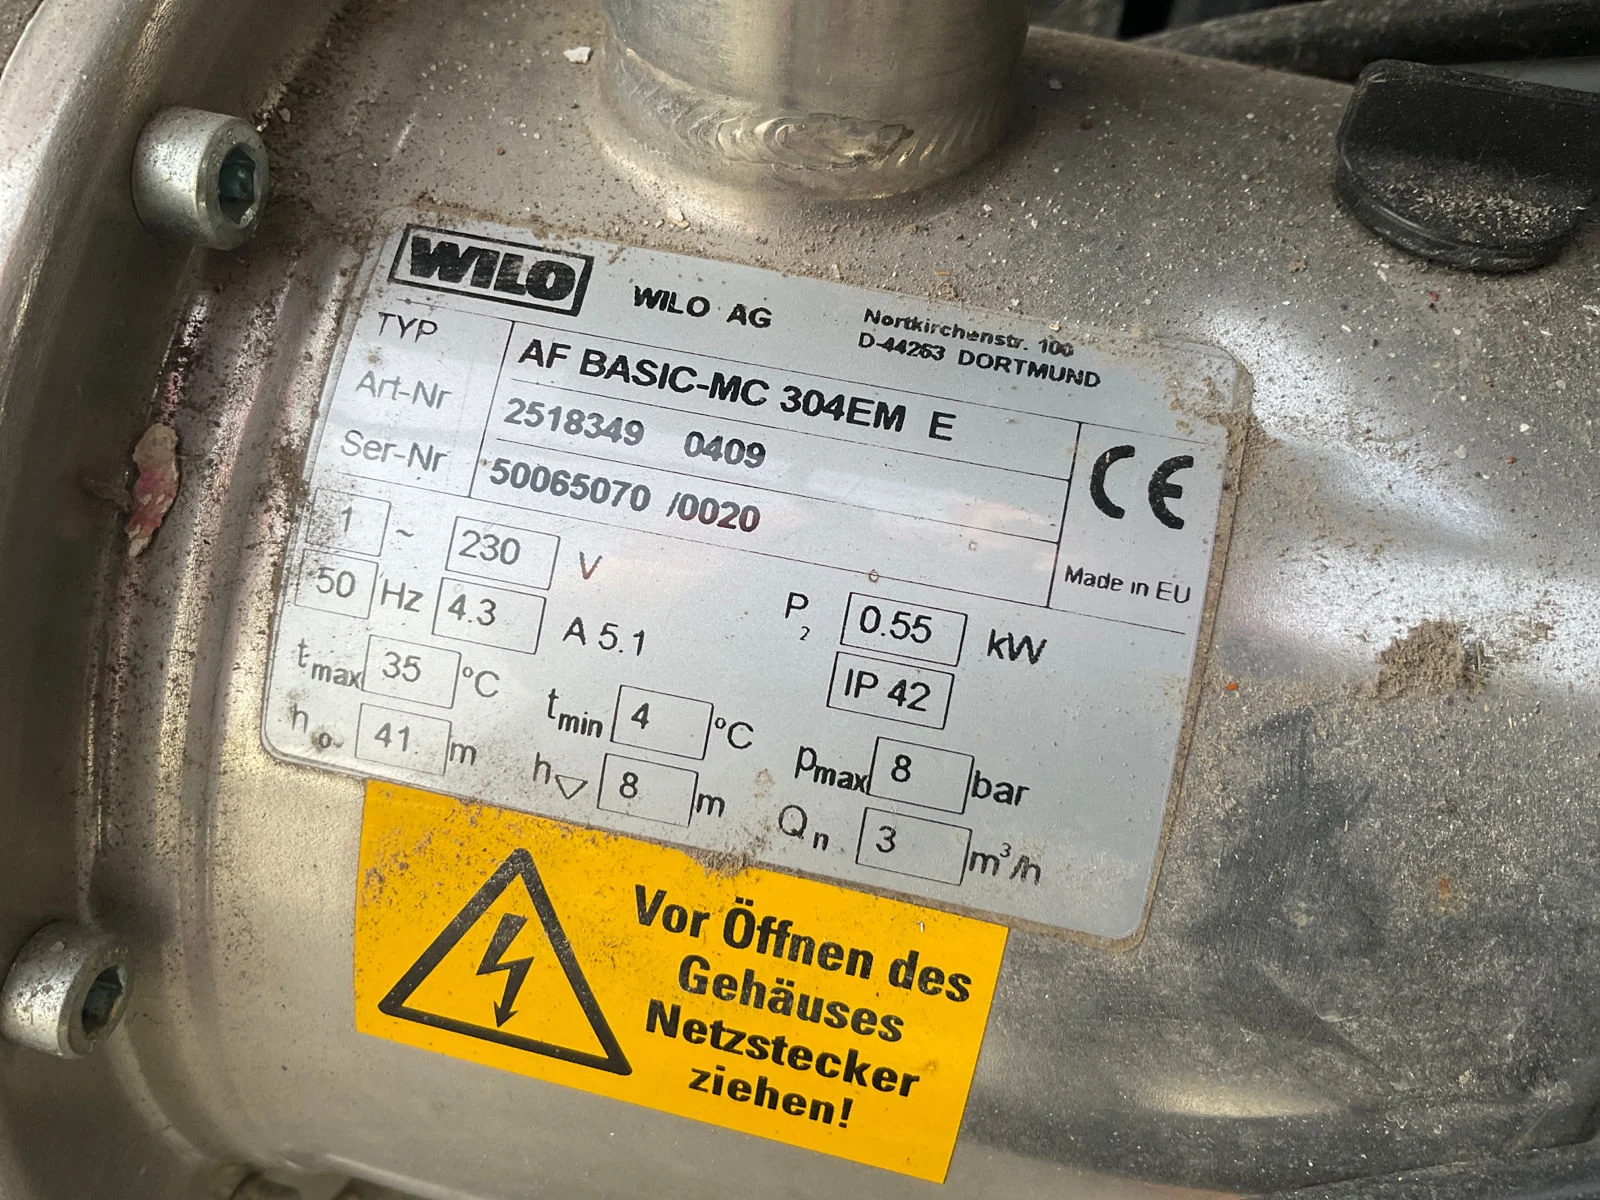 WILO
WILO AG
Nortkirchenstr. 100
D-44263 DORTMUND
TYP AF BASIC-MC 304EM E
Art-Nr 2518349 0409
Ser-Nr 50065070 /0020
CE
Made in EU
1 ~ 230 V
50 Hz 4.3 A 5.1
P2 0.55 kW
IP 42
tmax 35 °C tmin 4 °C pmax 8 bar
ho 41. m h▽ 8 m Qn 3 m³/h
Vor Öffnen des
Gehäuses
Netzstecker
ziehen!